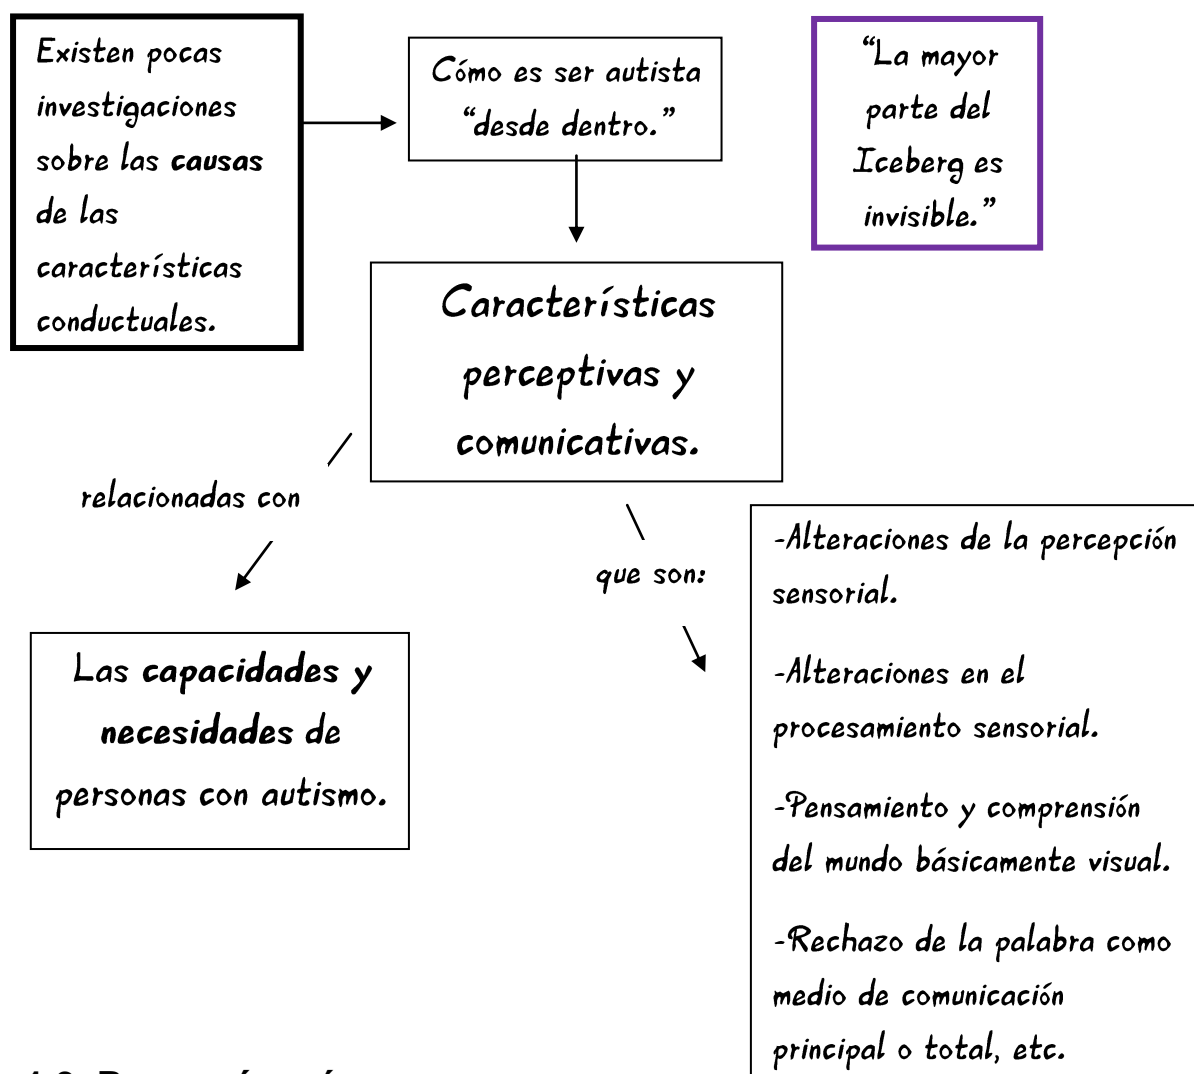 Existen pocas
investigaciones
sobre las causas
de las
características
conductuales.
Cómo es ser autista
“desde dentro.”
“La mayor
parte del
Iceberg es
invisible.”
Características
perceptivas y
comunicativas.
relacionadas con
que son:
Las capacidades y
necesidades de
personas con autismo.
-Alteraciones de la percepción
sensorial.
-Alteraciones en el
procesamiento sensorial.
-Pensamiento y comprensión
del mundo básicamente visual.
-Rechazo de la palabra como
medio de comunicación
principal o total, etc.